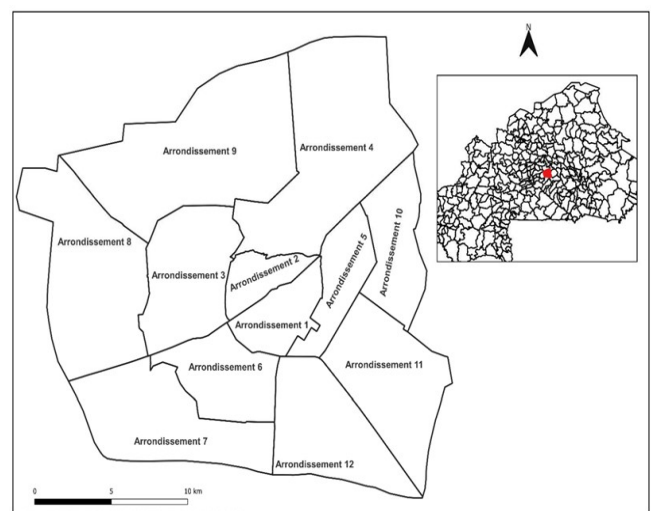 N
Arrondissement 4
Arrondissement 9
Arrondissement 10
Arrondissement 8
Arrondissement 5
Arrondissement 2
Arrondissement 3
Arrondissement 1
Arrondissement 6
Arrondissement 11
Arrondissement 7
Arrondissement 12
0 5 10 km